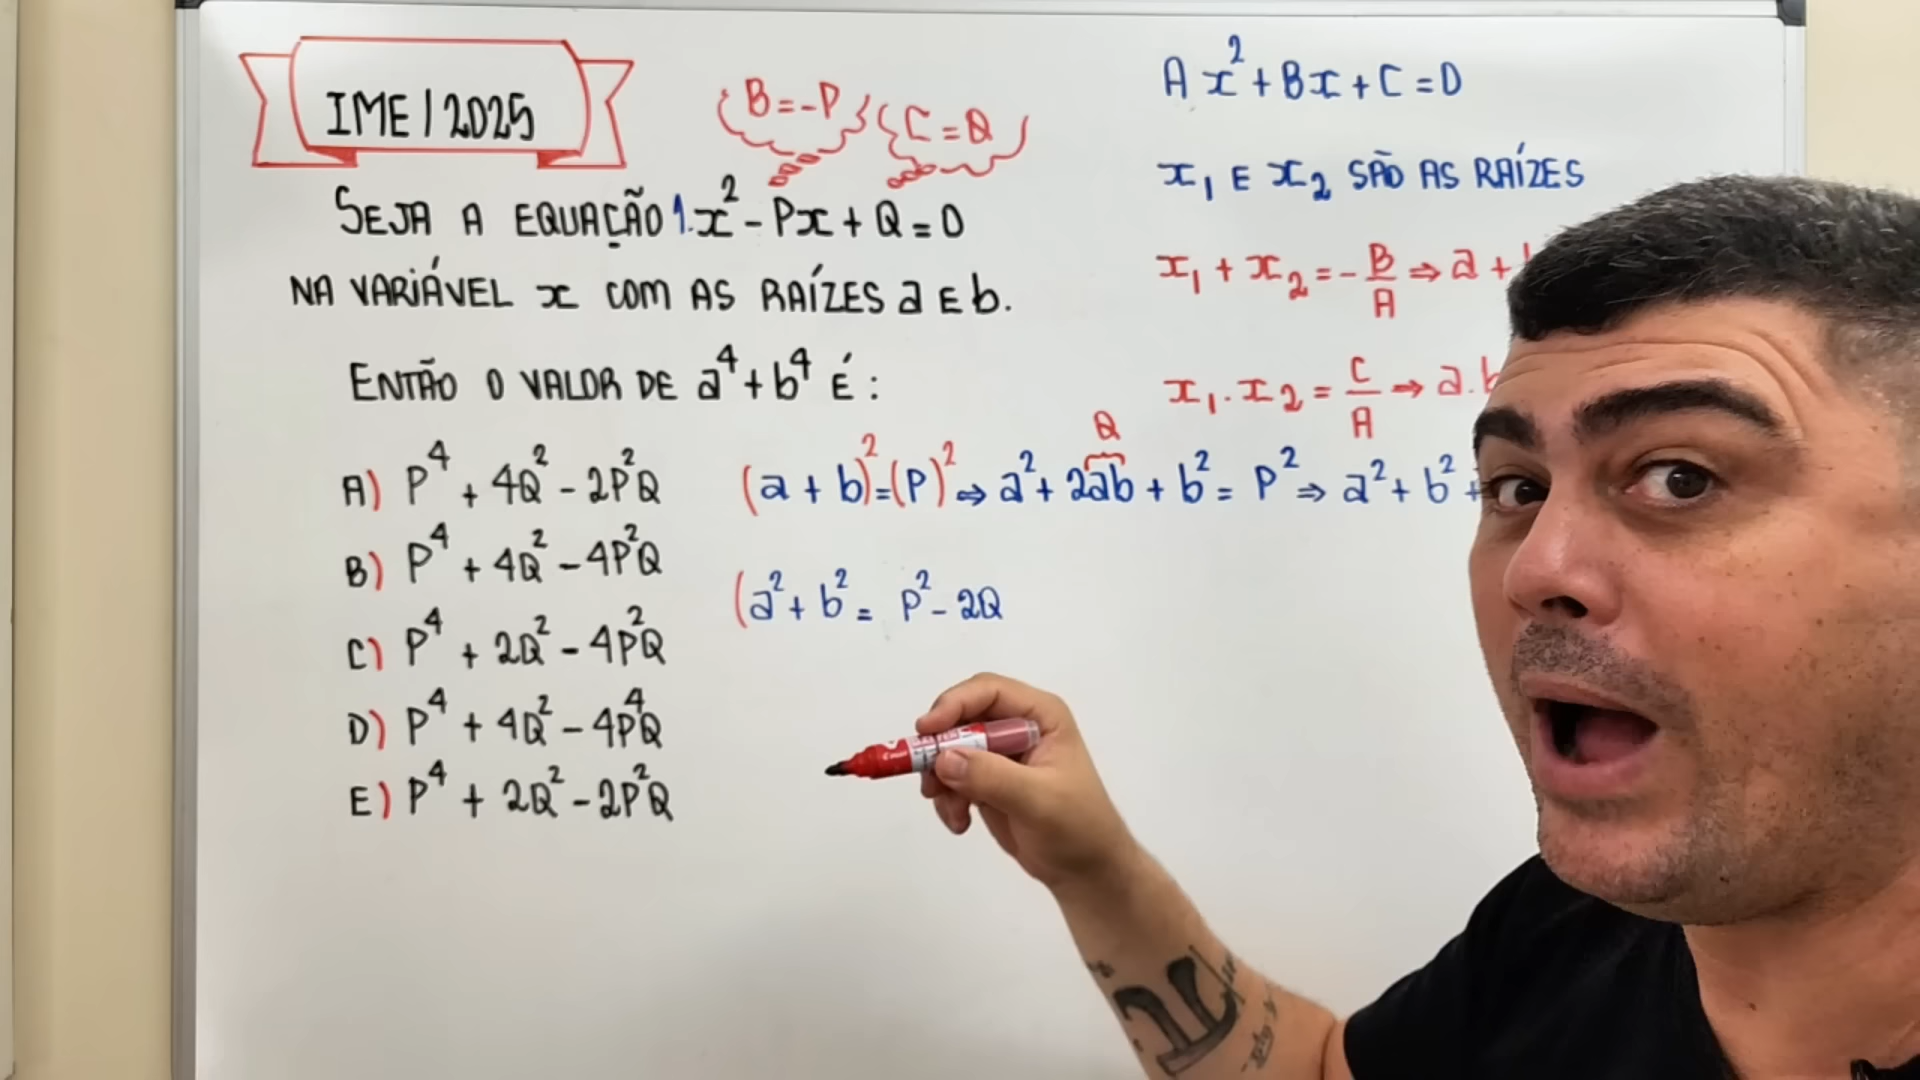 IME/2025
B=-P
C=Q
SEJA A EQUAÇÃO 1.x²-Px+Q=0
NA VARIÁVEL x COM AS RAÍZES a E b.
ENTÃO O VALOR DE a⁴+b⁴ É:
A) P⁴+4Q²-2P²Q
B) P⁴+4Q²-4P²Q
C) P⁴+2Q²-4P²Q
D) P⁴+4Q²-4P⁴Q
E) P⁴+2Q²-2P²Q
Ax²+Bx+C=0
x₁ E x₂ SÃO AS RAÍZES
x₁+x₂=-B/A⇒a+
x₁.x₂=C/A→a.b
Q
(a+b)²=(P)²⇒a²+2ab+b²=P²⇒a²+b²+
(a²+b²=P²-2Q